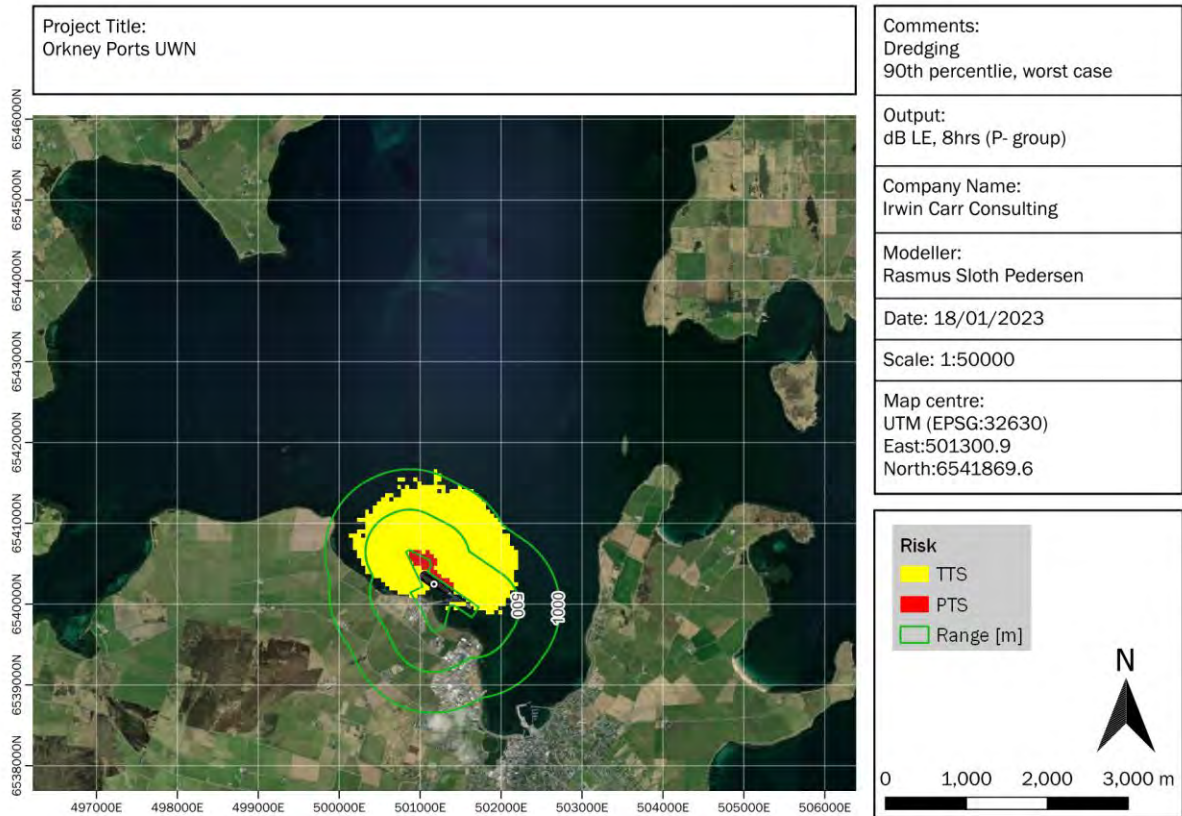 Project Title:
Orkney Ports UWN
Comments:
Dredging
90th percentlie, worst case
Output:
dB LE, 8hrs (P- group)
Company Name:
Irwin Carr Consulting
Modeller:
Rasmus Sloth Pedersen
Date: 18/01/2023
Scale: 1:50000
Map centre:
UTM (EPSG:32630)
East:501300.9
North:6541869.6
6546000N
6545000N
6544000N
6543000N
6542000N
6541000N
6540000N
6539000N
6538000N
500
1000
497000E
498000E
499000E
500000E
501000E
502000E
503000E
504000E
505000E
506000E
Risk
TTS
PTS
Range [m]
N
0 1,000 2,000 3,000 m